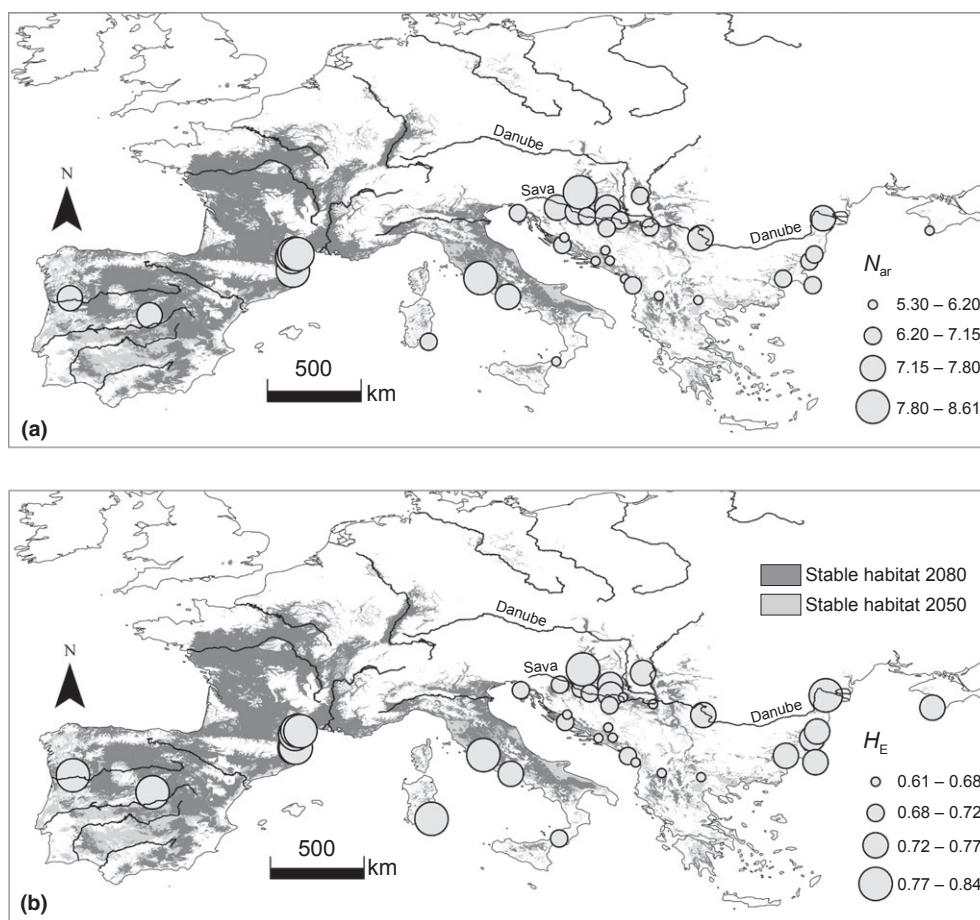 Danube
Sava
N
Danube
N_ar
5.30 – 6.20
6.20 – 7.15
7.15 – 7.80
7.80 – 8.61
500
km
(a)
Stable habitat 2080
Stable habitat 2050
Danube
Sava
N
Danube
H_E
0.61 – 0.68
0.68 – 0.72
0.72 – 0.77
0.77 – 0.84
500
km
(b)